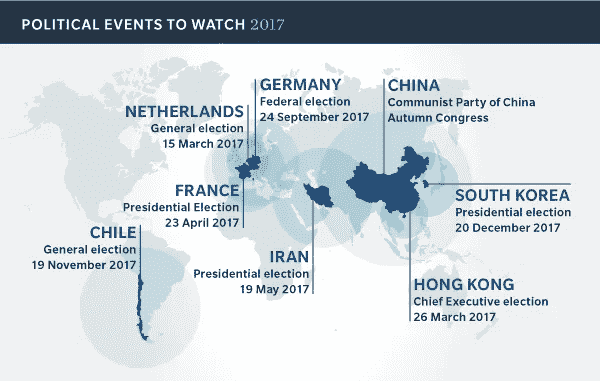 POLITICAL EVENTS TO WATCH 2017
GERMANY
Federal election
24 September 2017
CHINA
Communist Party of China
Autumn Congress
NETHERLANDS
General election
15 March 2017
FRANCE
Presidential Election
23 April 2017
SOUTH KOREA
Presidential election
20 December 2017
CHILE
General election
19 November 2017
IRAN
Presidential election
19 May 2017
HONG KONG
Chief Executive election
26 March 2017